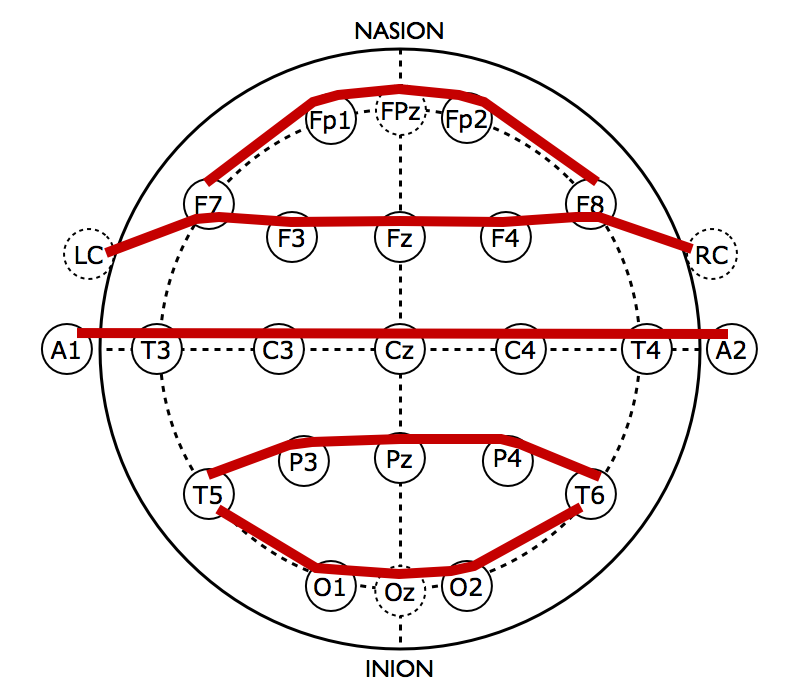 NASION
Fp1 FPz Fp2
F7 F8
F3 Fz F4
LC RC
A1 T3 C3 Cz C4 T4 A2
P3 Pz P4
T5 T6
O1 Oz O2
INION